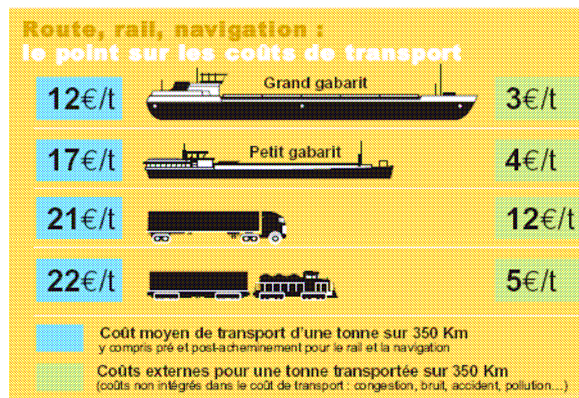 Route, rail, navigation :
le point sur les coûts de transport
12€/t Grand gabarit 3€/t
17€/t Petit gabarit 4€/t
21€/t 12€/t
22€/t 5€/t
Coût moyen de transport d'une tonne sur 350 Km
y compris pré et post-acheminement pour le rail et la navigation
Coûts externes pour une tonne transportée sur 350 Km
(coûts non intégrés dans le coût de transport : congestion, bruit, accident, pollution...)